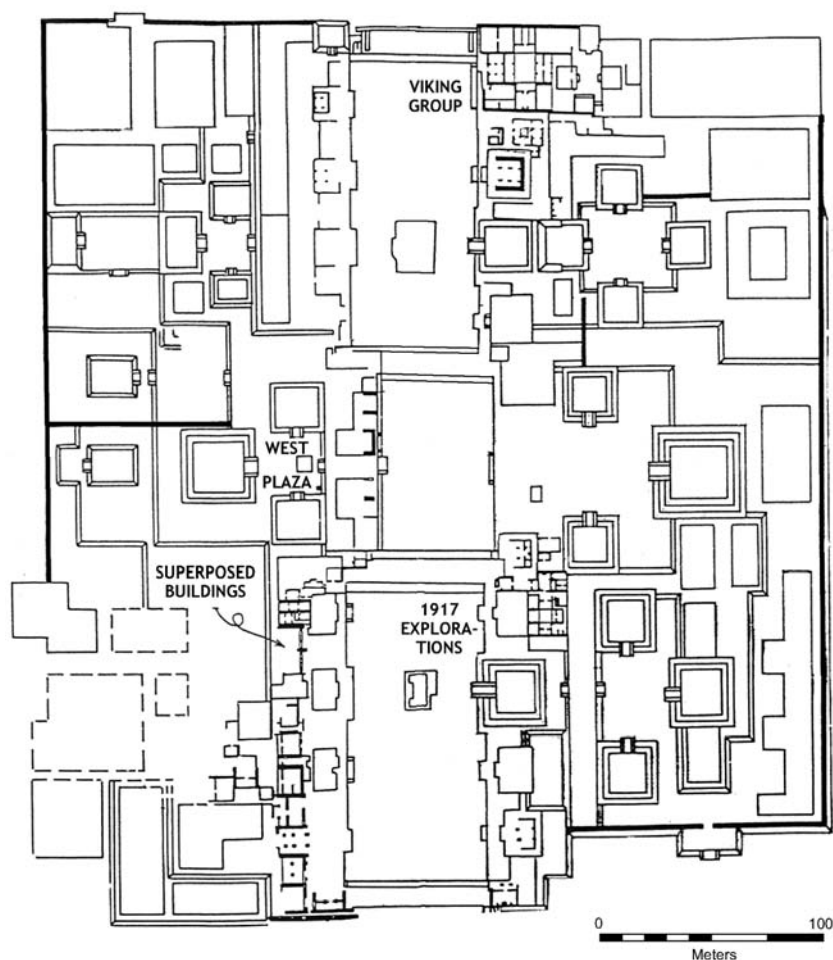 VIKING
GROUP
WEST
PLAZA
SUPERPOSED
BUILDINGS
1917
EXPLORA-
TIONS
0
100
Meters